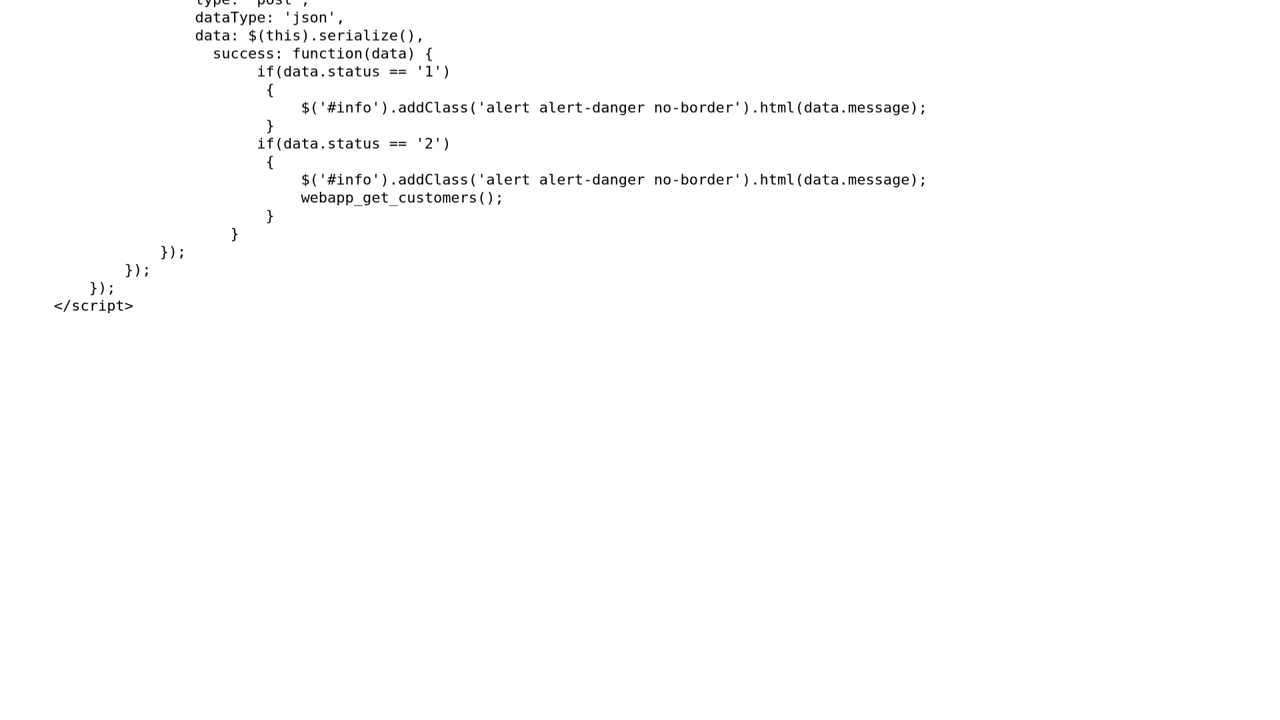 type: 'post',
dataType: 'json',
data: $(this).serialize(),
success: function(data) {
if(data.status == '1')
{
$('#info').addClass('alert alert-danger no-border').html(data.message);
}
if(data.status == '2')
{
$('#info').addClass('alert alert-danger no-border').html(data.message);
webapp_get_customers();
}
}
});
});
});
</script>